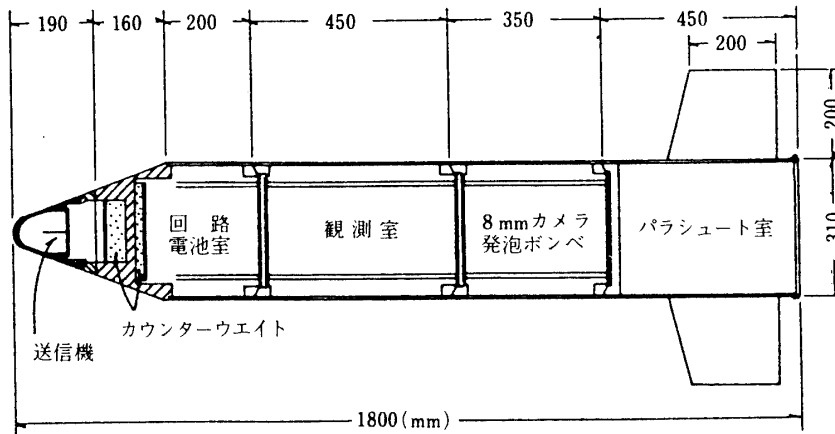 190
160
200
450
350
450
200
200
310
回路
電池室
観測室
8mmカメラ
発泡ボンベ
パラシュート室
カウンターウエイト
送信機
1800(mm)